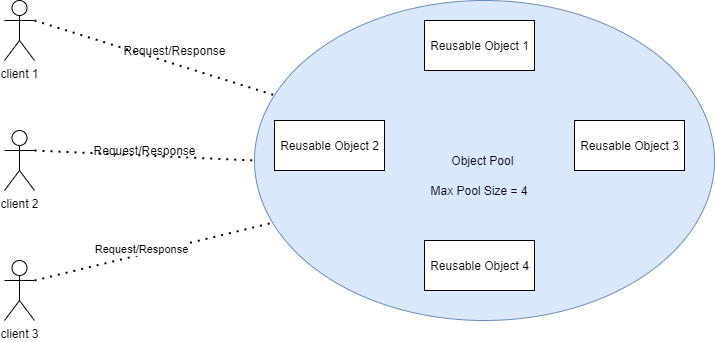 client 1
Request/Response
Reusable Object 1
client 2
Request/Response
Reusable Object 2
Object Pool
Max Pool Size = 4
Reusable Object 3
client 3
Request/Response
Reusable Object 4